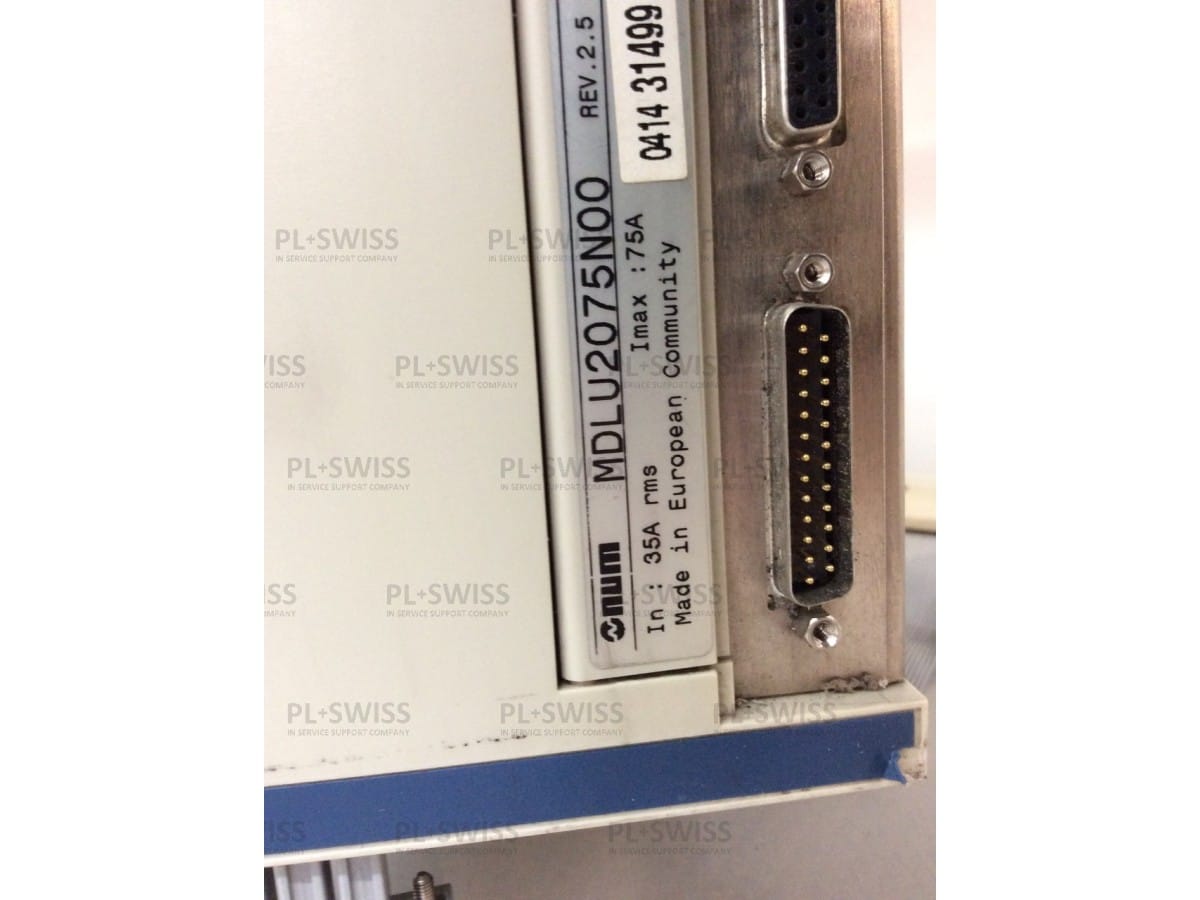 num MDLU2075N00 REV.2.5
In : 35A rms Imax :75A
Made in European Community
0414 31499
PL+SWISS
IN SERVICE SUPPORT COMPANY